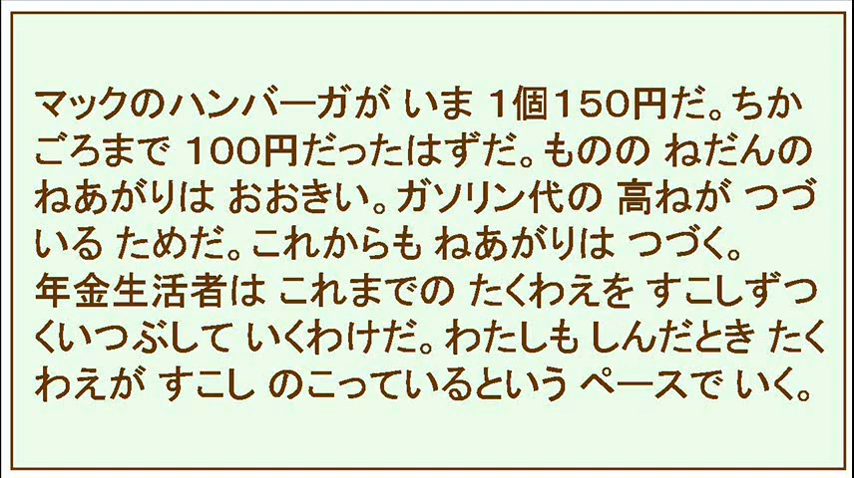 マックのハンバーガが いま 1個150円だ。ちか
ごろまで 100円だったはずだ。ものの ねだんの
ねあがりは おおきい。ガソリン代の 高ねが つづ
いる ためだ。これからも ねあがりは つづく。
年金生活者は これまでの たくわえを すこしずつ
くいつぶして いくわけだ。わたしも しんだとき たく
わえが すこし のこっているという ペースで いく。